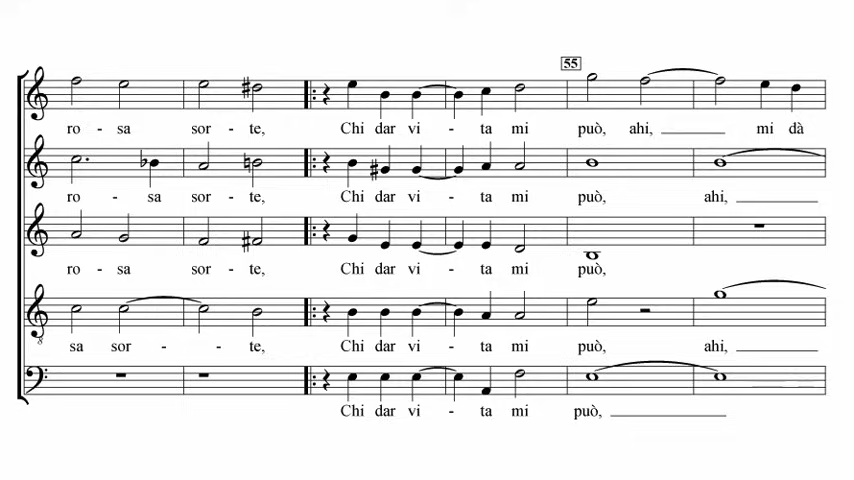 55
ro - sa sor - te, Chi dar vi - ta mi può, ahi, mi dà
ro - sa sor - te, Chi dar vi - ta mi può, ahi,
ro - sa sor - te, Chi dar vi - ta mi può,
8
sa sor - - te, Chi dar vi - ta mi può, ahi,
Chi dar vi - ta mi può,